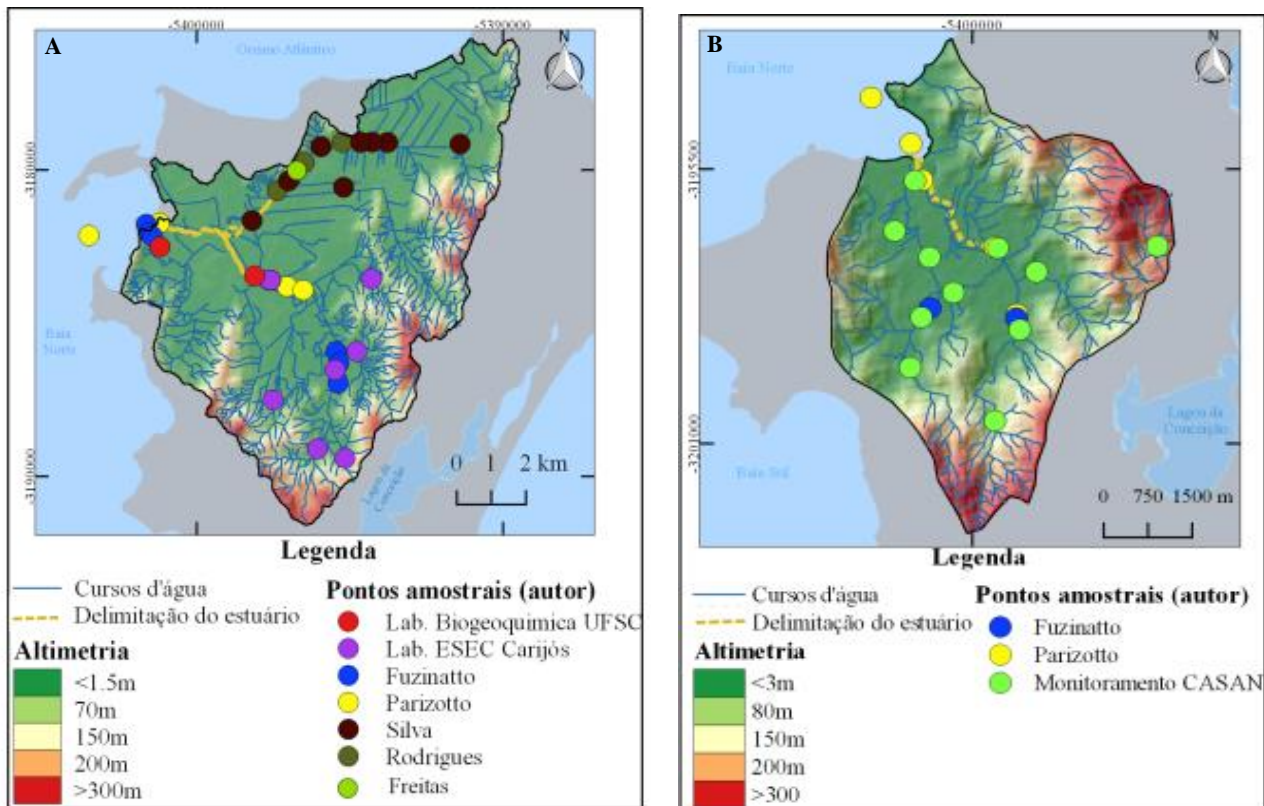 A
-5400000
-5390000
Oceano Atlântico
N
-3180000
Baia
Norte
-3190000
Lagoa da
Conceição
0 1 2 km
Legenda
Cursos d'água
Delimitação do estuário
Altimetria
<1.5m
70m
150m
200m
>300m
Pontos amostrais (autor)
Lab. Biogeoquimica UFSC
Lab. ESEC Carijós
Fuzinatto
Parizotto
Silva
Rodrigues
Freitas
B
-5400000
Baia Norte
N
-3195500
-3201000
Lagoa da
Conceição
Baia Sul
0 750 1500 m
Legenda
Cursos d'água
Delimitação do estuário
Altimetria
<3m
80m
150m
200m
>300
Pontos amostrais (autor)
Fuzinatto
Parizotto
Monitoramento CASAN